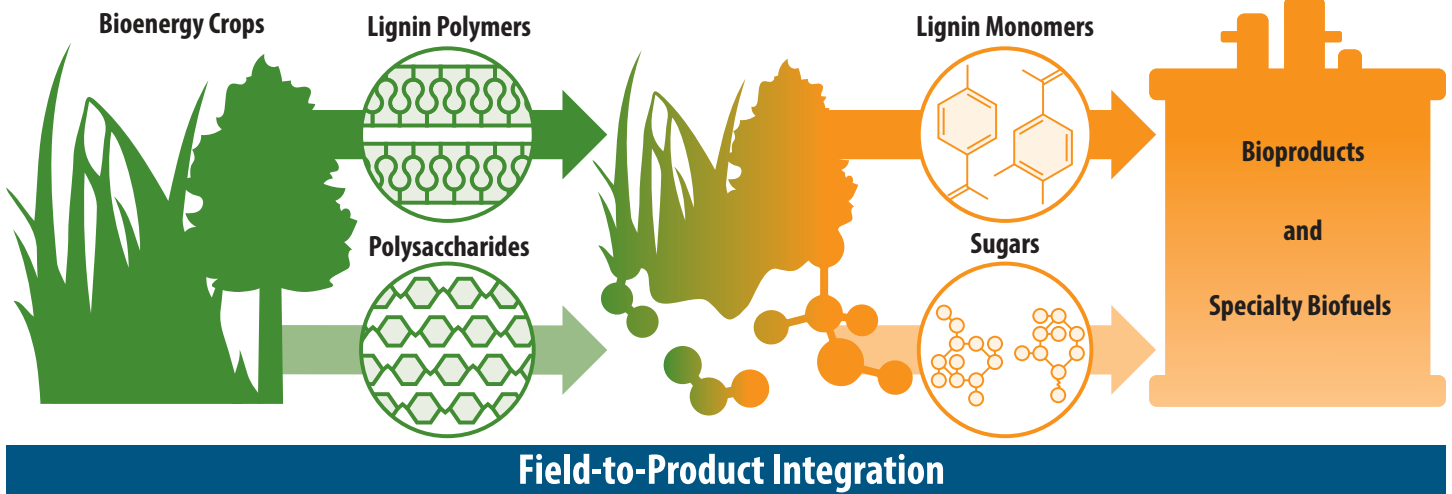 Bioenergy Crops
Lignin Polymers
Lignin Monomers
Polysaccharides
Sugars
Bioproducts
and
Specialty Biofuels
Field-to-Product Integration